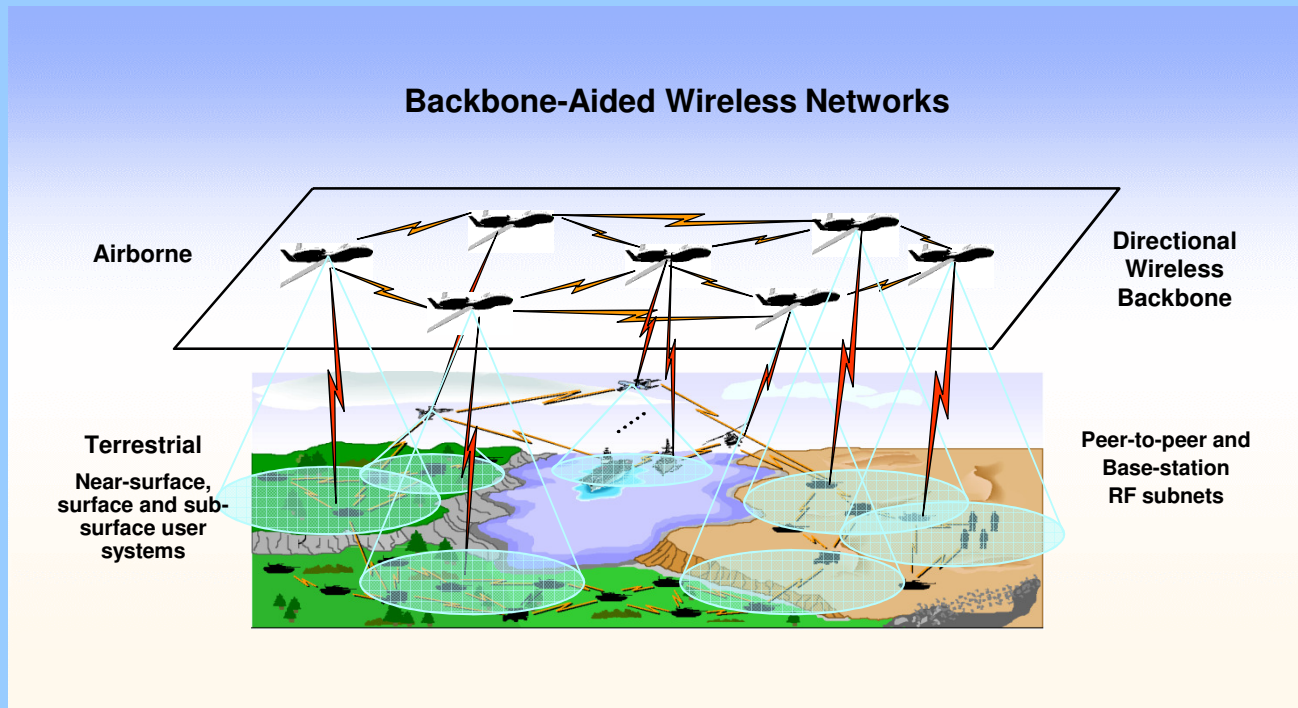 Backbone-Aided Wireless Networks
Airborne
Directional
Wireless
Backbone
Terrestrial
Near-surface,
surface and sub-
surface user
systems
Peer-to-peer and
Base-station
RF subnets